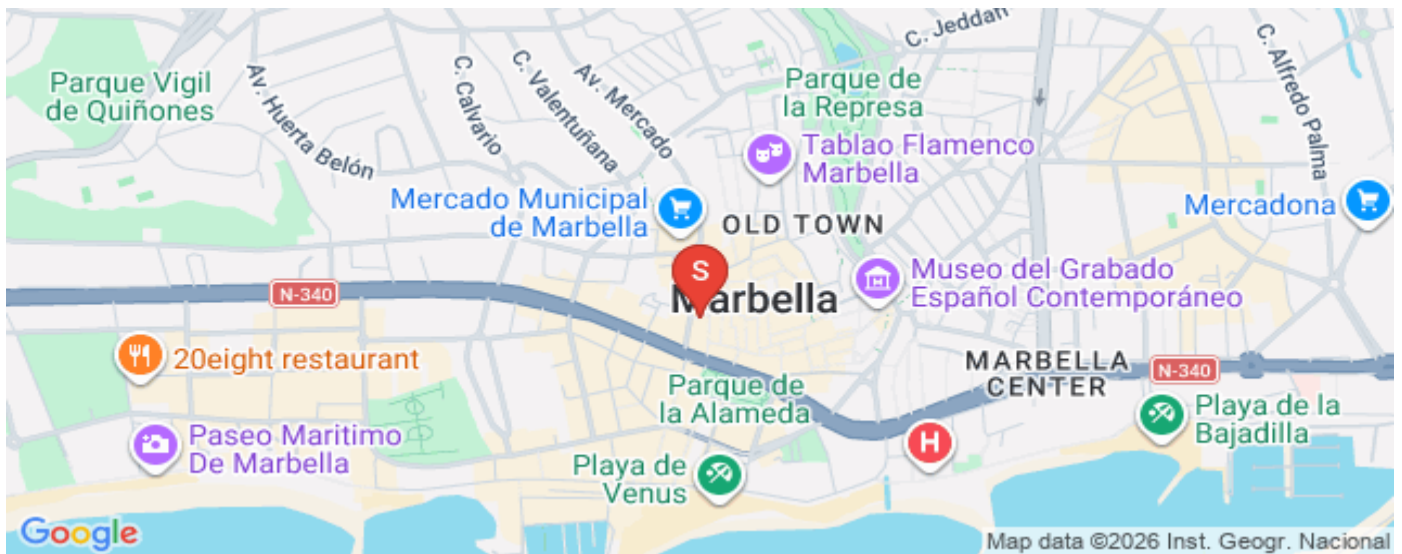 C. Jeddah
Parque Vigil
de Quiñones
Av. Huerta Belón
C. Calvario
C. Valentuñana
Av. Mercado
Parque de
la Represa
C. Alfredo Palma
Tablao Flamenco
Marbella
Mercado Municipal
de Marbella
OLD TOWN
Mercadona
S
Marbella
Museo del Grabado
Español Contemporáneo
N-340
20eight restaurant
MARBELLA
CENTER
N-340
Parque de
la Alameda
Playa de la
Bajadilla
Paseo Maritimo
De Marbella
H
Playa de
Venus
Google
Map data ©2026 Inst. Geogr. Nacional